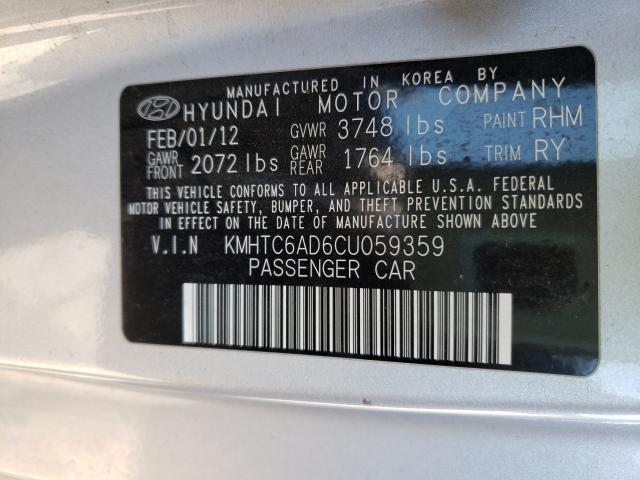 MANUFACTURED IN KOREA BY
HYUNDAI MOTOR COMPANY
FEB/01/12 GVWR 3748 lbs PAINT RHM
GAWR FRONT 2072 lbs GAWR REAR 1764 lbs TRIM RY
THIS VEHICLE CONFORMS TO ALL APPLICABLE U.S.A. FEDERAL
MOTOR VEHICLE SAFETY, BUMPER, AND THEFT PREVENTION STANDARDS
IN EFFECT ON THE DATE OF MANUFACTURE SHOWN ABOVE
V.I.N KMHTC6AD6CU059359
PASSENGER CAR